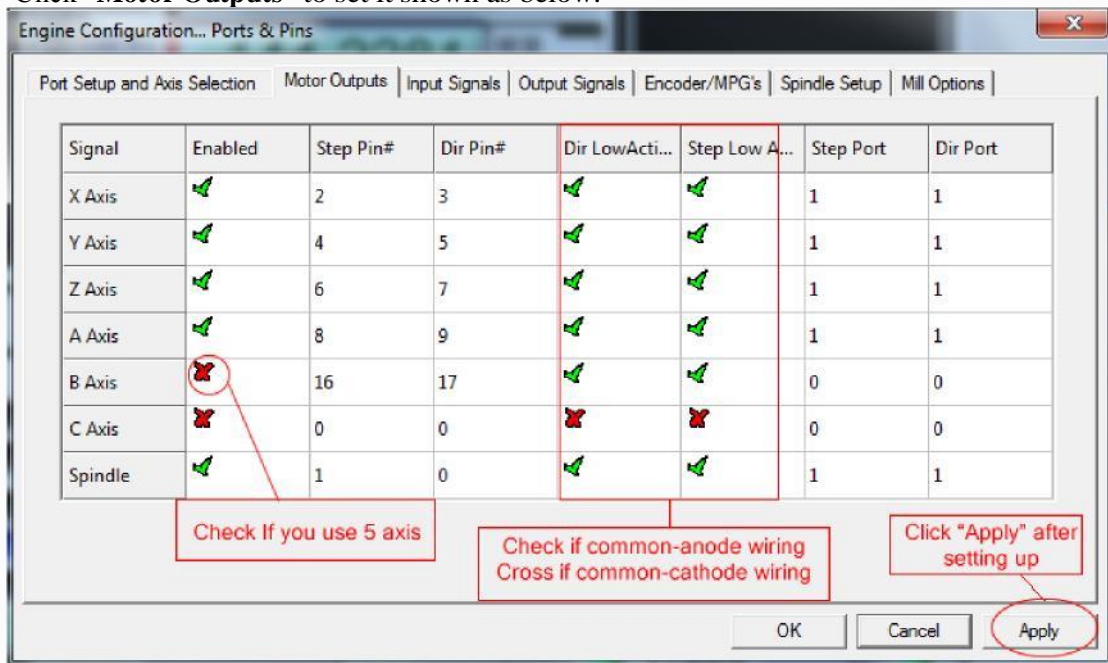 Click "Motor Outputs" to set it shown as below.
Engine Configuration... Ports & Pins
Port Setup and Axis Selection Motor Outputs Input Signals Output Signals Encoder/MPG's Spindle Setup Mill Options
Signal Enabled Step Pin# Dir Pin# Dir LowActi... Step Low A... Step Port Dir Port
X Axis 2 3 1 1
Y Axis 4 5 1 1
Z Axis 6 7 1 1
A Axis 8 9 1 1
B Axis 16 17 0 0
C Axis 0 0 0 0
Spindle 1 0 1 1
Check If you use 5 axis
Check if common-anode wiring
Cross if common-cathode wiring
Click "Apply" after
setting up
OK Cancel Apply